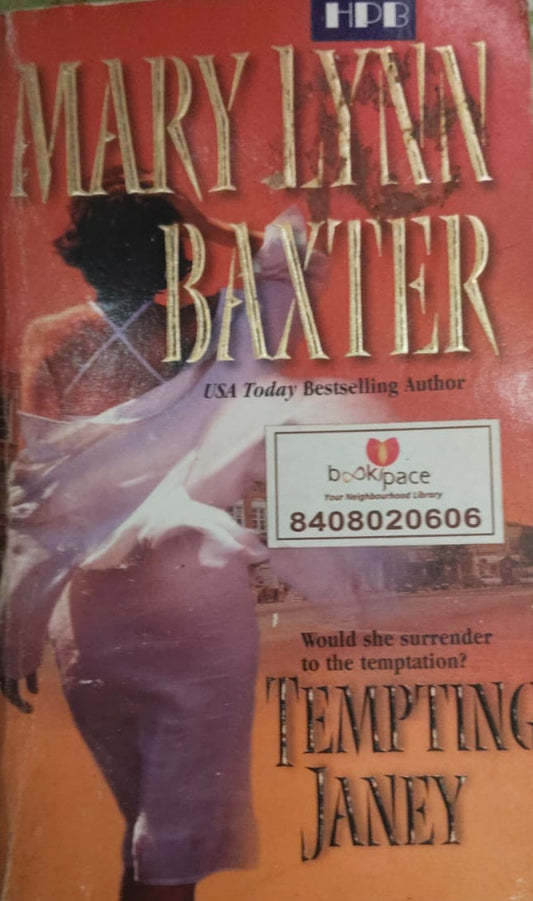 HPB
MARY LYNN
BAXTER
USA Today Bestselling Author
bookspace
Your Neighbourhood Library
8408020606
Would she surrender
to the temptation?
TEMPTING
JANEY